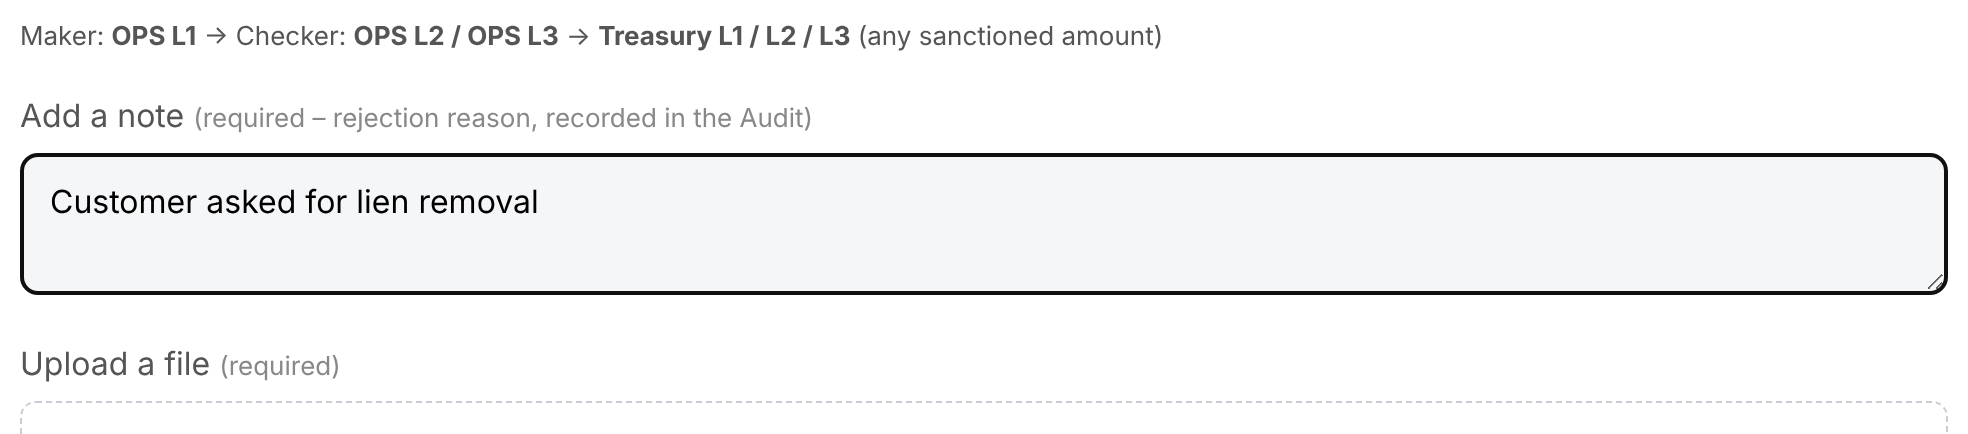 Maker: OPS L1 → Checker: OPS L2 / OPS L3 → Treasury L1 / L2 / L3 (any sanctioned amount)
Add a note (required – rejection reason, recorded in the Audit)
Customer asked for lien removal
Upload a file (required)